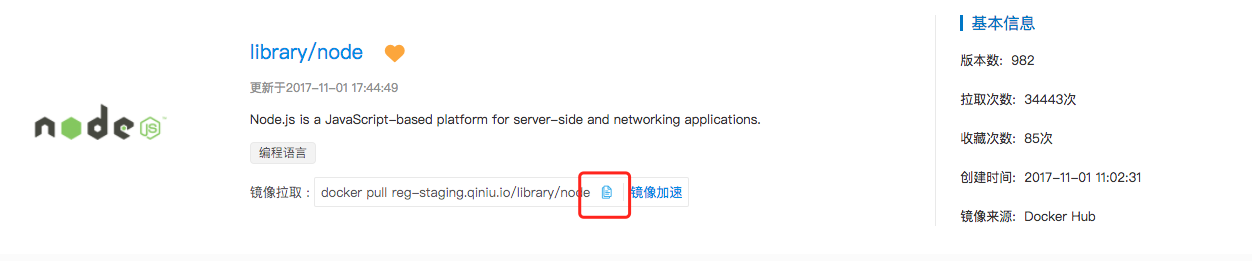 node
JS
library/node
更新于2017-11-01 17:44:49
Node.js is a JavaScript-based platform for server-side and networking applications.
编程语言
镜像拉取：docker pull reg-staging.qiniu.io/library/node 镜像加速
基本信息
版本数: 982
拉取次数: 34443次
收藏次数: 85次
创建时间: 2017-11-01 11:02:31
镜像来源: Docker Hub